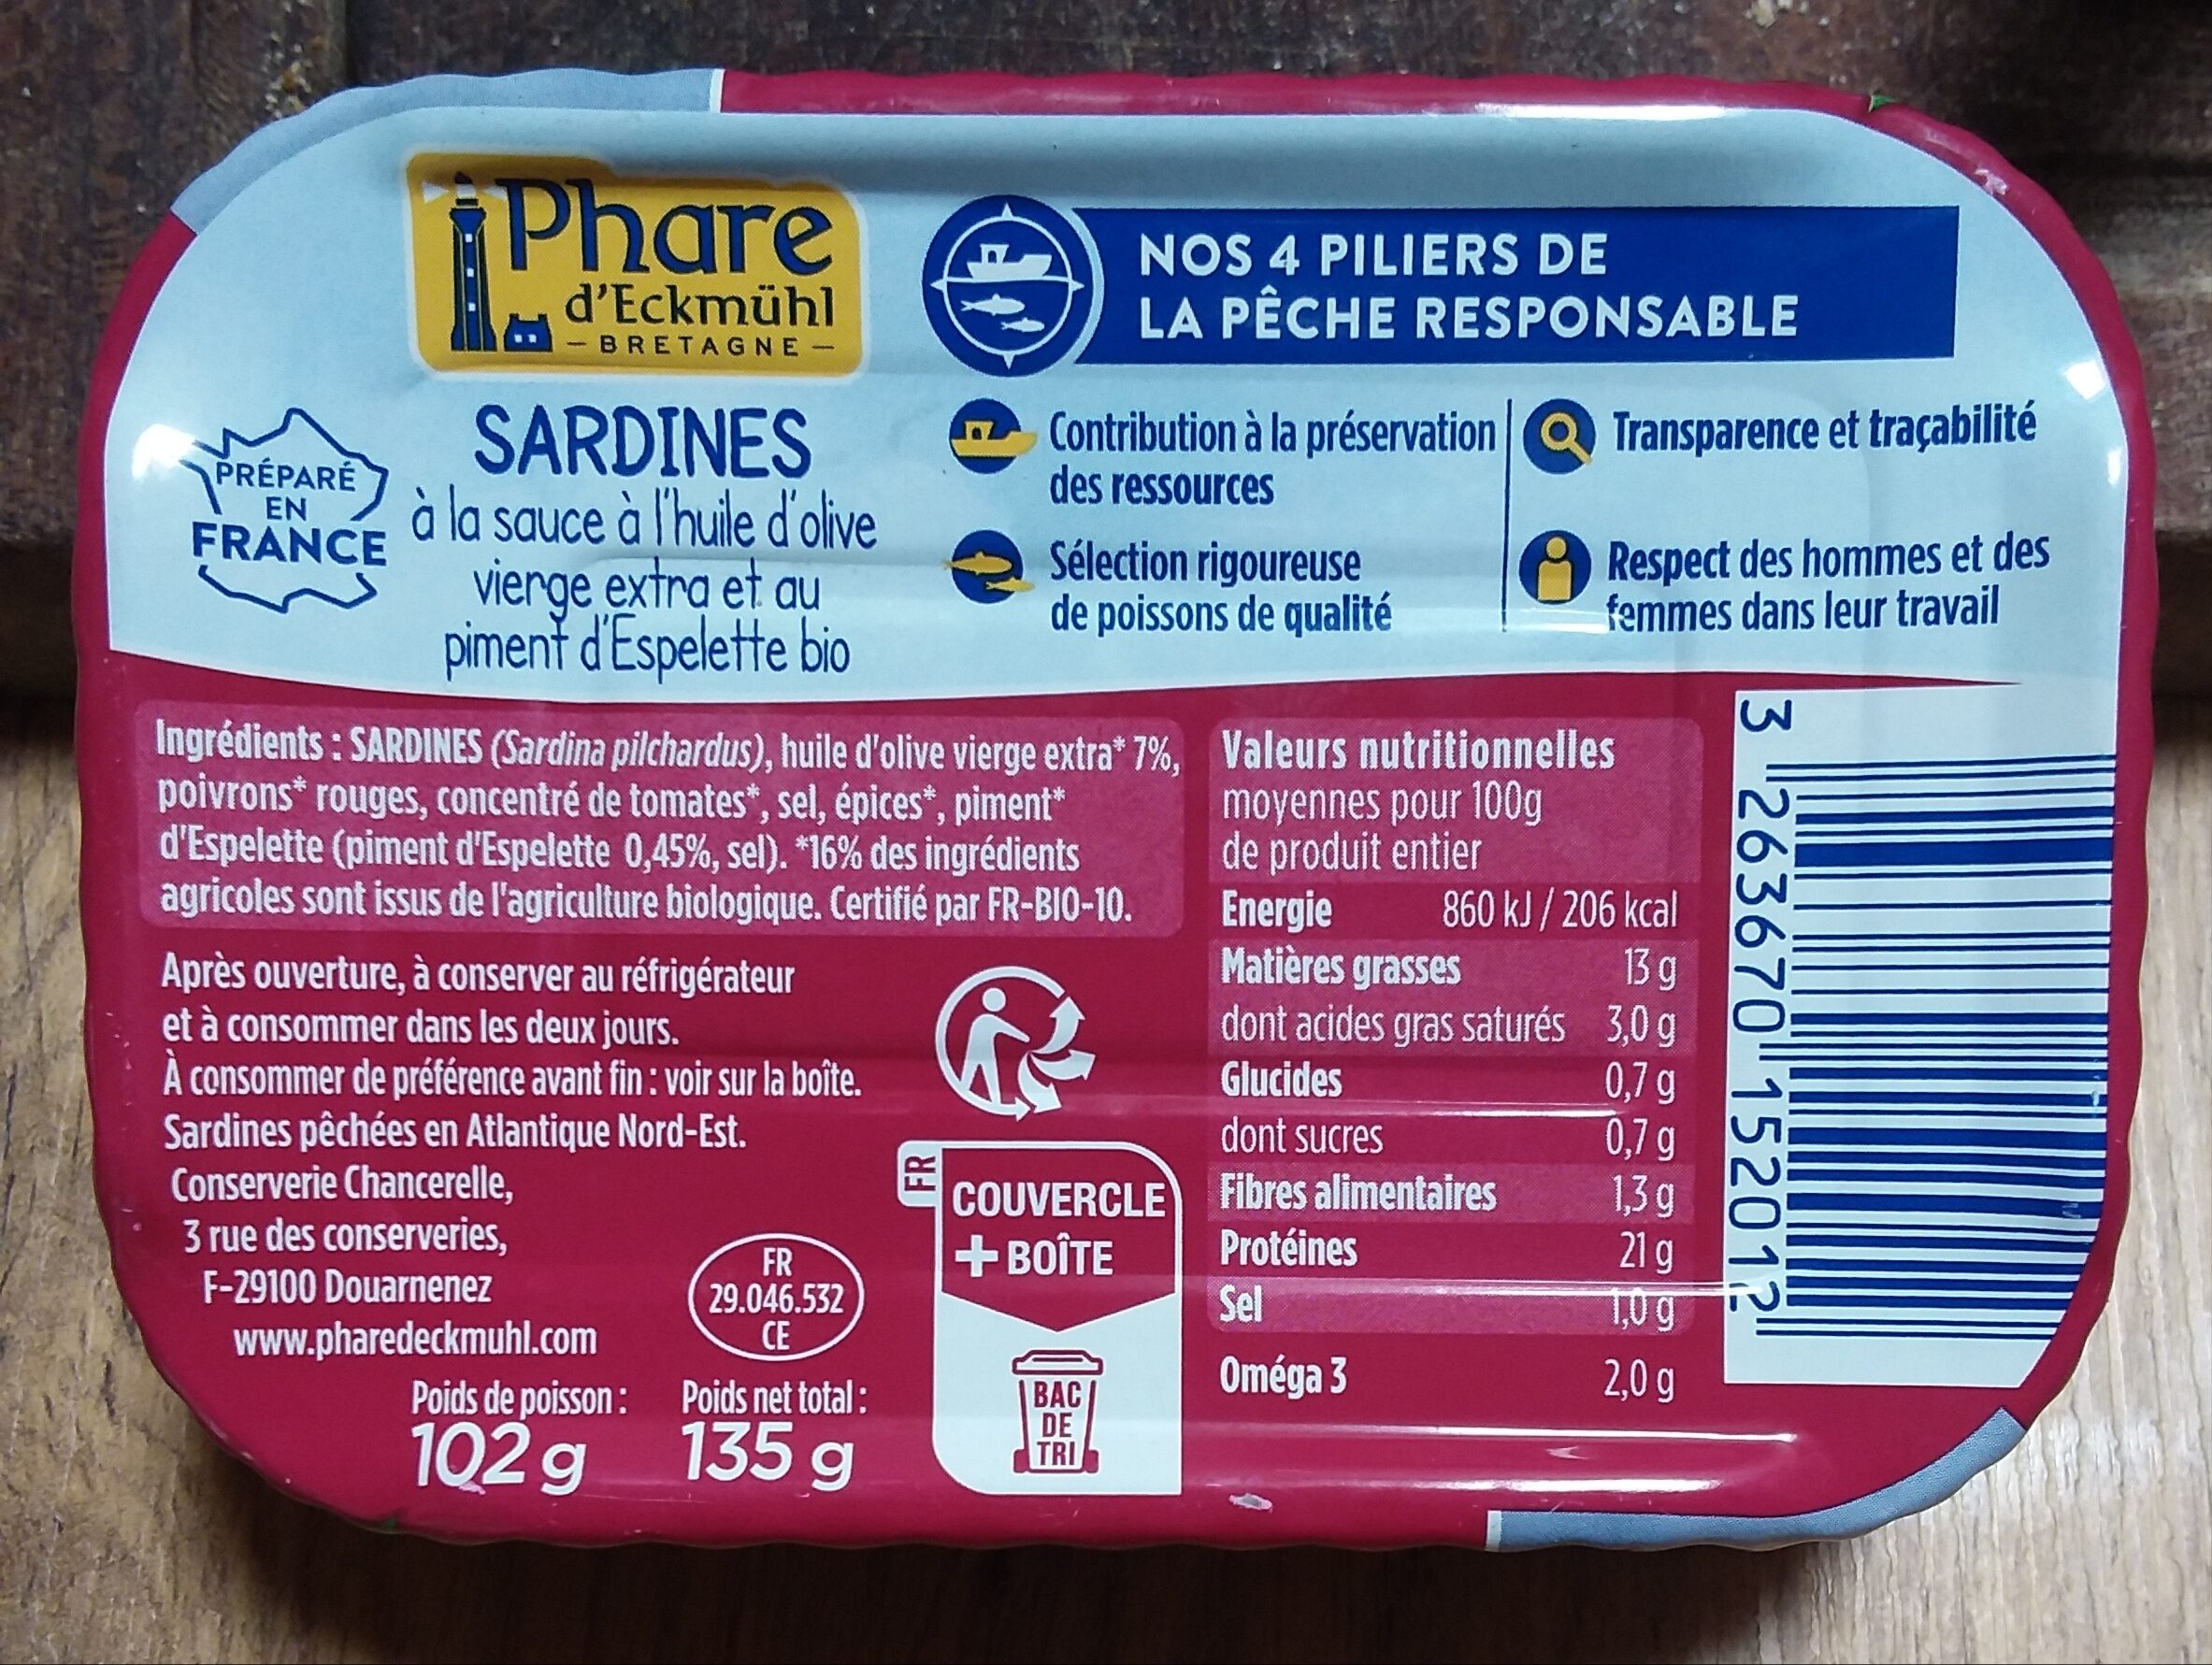 Phare
d'Eckmühl
— BRETAGNE —
NOS 4 PILIERS DE
LA PÊCHE RESPONSABLE
PRÉPARÉ
EN
FRANCE
SARDINES
à la sauce à l'huile d'olive
vierge extra et au
piment d'Espelette bio
Contribution à la préservation
des ressources
Sélection rigoureuse
de poissons de qualité
Transparence et traçabilité
Respect des hommes et des
femmes dans leur travail
Ingrédients : SARDINES (Sardina pilchardus), huile d'olive vierge extra* 7%,
poivrons* rouges, concentré de tomates*, sel, épices*, piment*
d'Espelette (piment d'Espelette 0,45%, sel). *16% des ingrédients
agricoles sont issus de l'agriculture biologique. Certifié par FR-BIO-10.
Après ouverture, à conserver au réfrigérateur
et à consommer dans les deux jours.
À consommer de préférence avant fin : voir sur la boîte.
Sardines pêchées en Atlantique Nord-Est.
Conserverie Chancerelle,
3 rue des conserveries,
F-29100 Douarnenez
www.pharedeckmuhl.com
FR
29.046.532
CE
Poids de poisson :
102 g
Poids net total :
135 g
FR
COUVERCLE
+ BOÎTE
BAC
DE
TRI
Valeurs nutritionnelles
moyennes pour 100g
de produit entier
Energie 860 kJ / 206 kcal
Matières grasses 13 g
dont acides gras saturés 3,0 g
Glucides 0,7 g
dont sucres 0,7 g
Fibres alimentaires 1,3 g
Protéines 21 g
Sel 1,0 g
Oméga 3 2,0 g
3 263670 152012